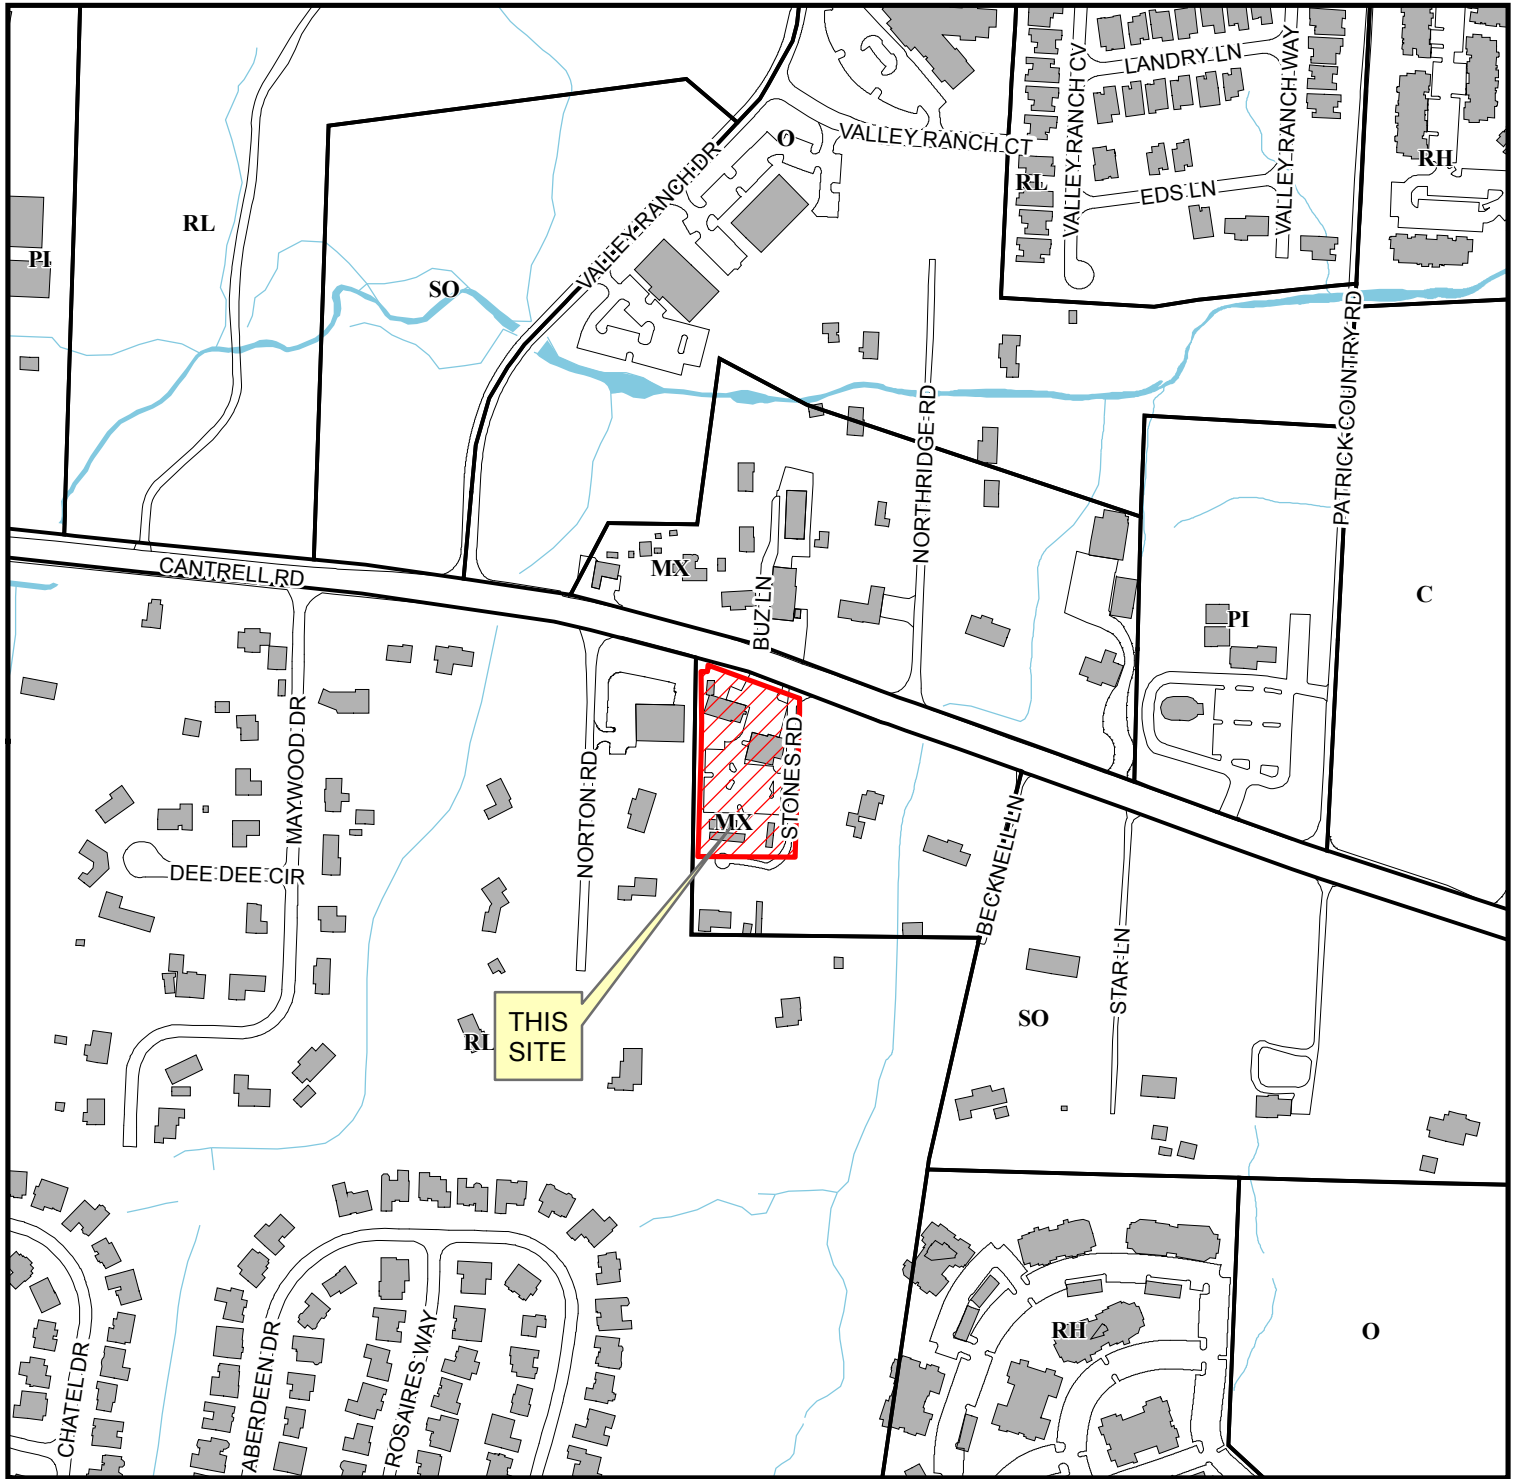 LANDRY LN
VALLEY RANCH CV
VALLEY RANCH WAY
O
VALLEY RANCH CT
RH
RL
EDS LN
VALLEY RANCH DR
RL
PI
SO
PATRICK COUNTRY RD
NORTHRIDGE RD
CANTRELL RD
MX
BUZ LN
C
PI
MAYWOOD DR
NORTON RD
STONES RD
MX
BECKNELL LN
DEE DEE CIR
STAR LN
THIS
SITE
RL
SO
RH
O
CHATEL DR
ABERDEEN DR
ROSAIRES WAY